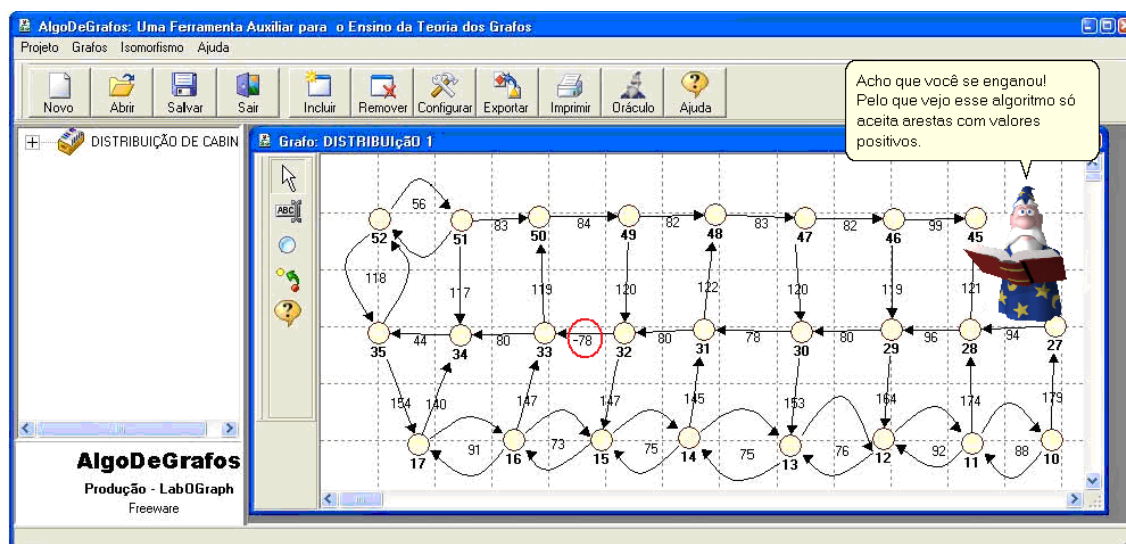 AlgoDeGrafos: Uma Ferramenta Auxiliar para o Ensino da Teoria dos Grafos
Projeto Grafos Isomorfismo Ajuda
Novo Abrir Salvar Sair Incluir Remover Configurar Exportar Imprimir Oráculo Ajuda
Acho que você se enganou!
Pelo que vejo esse algoritmo só
aceita arestas com valores
positivos.
DISTRIBUIÇÃO DE CABIN
Grafo: DISTRIBUIçãO 1
ABC
56
83 84 82 83 82 99
52 51 50 49 48 47 46 45
118 117 119 120 122 120 119 121
44 80 -78 80 78 80 96 94
35 34 33 32 31 30 29 28 27
154 140 147 147 145 153 164 174 179
91 73 75 75 76 92 88
17 16 15 14 13 12 11 10
AlgoDeGrafos
Produção - LabOGraph
Freeware